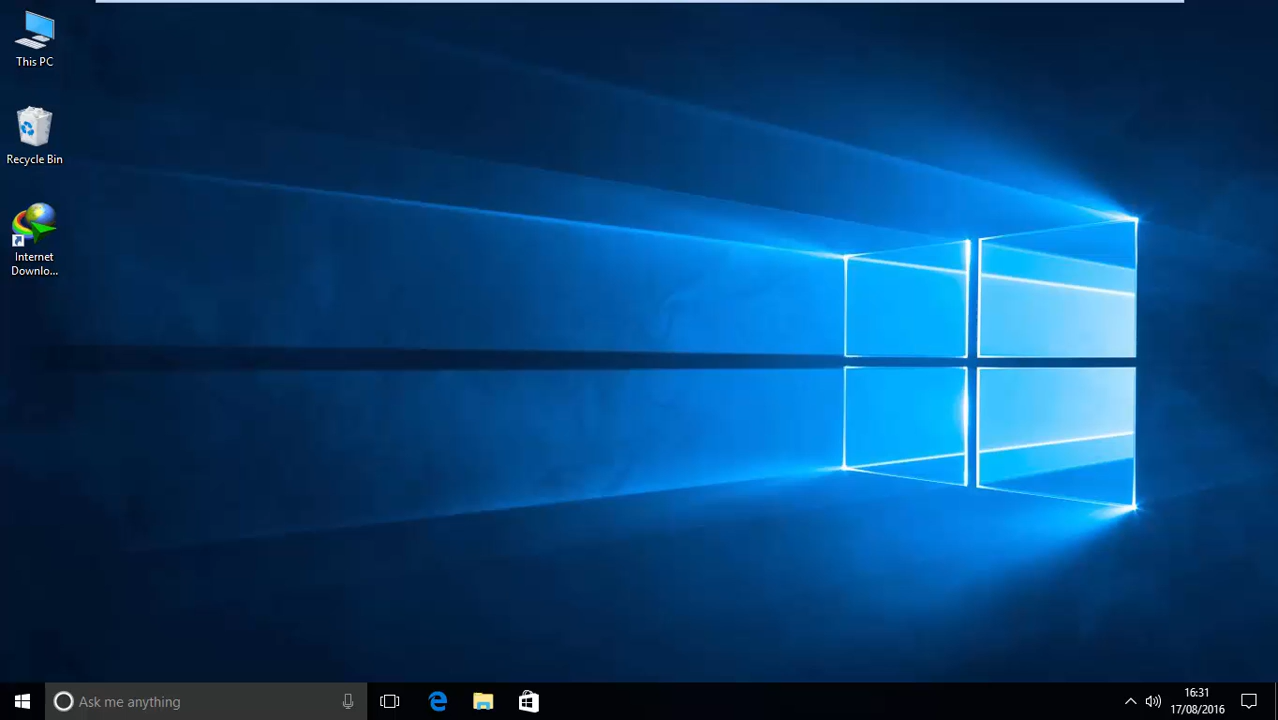 This PC
Recycle Bin
Internet
Downlo...
Ask me anything
16:31
17/08/2016